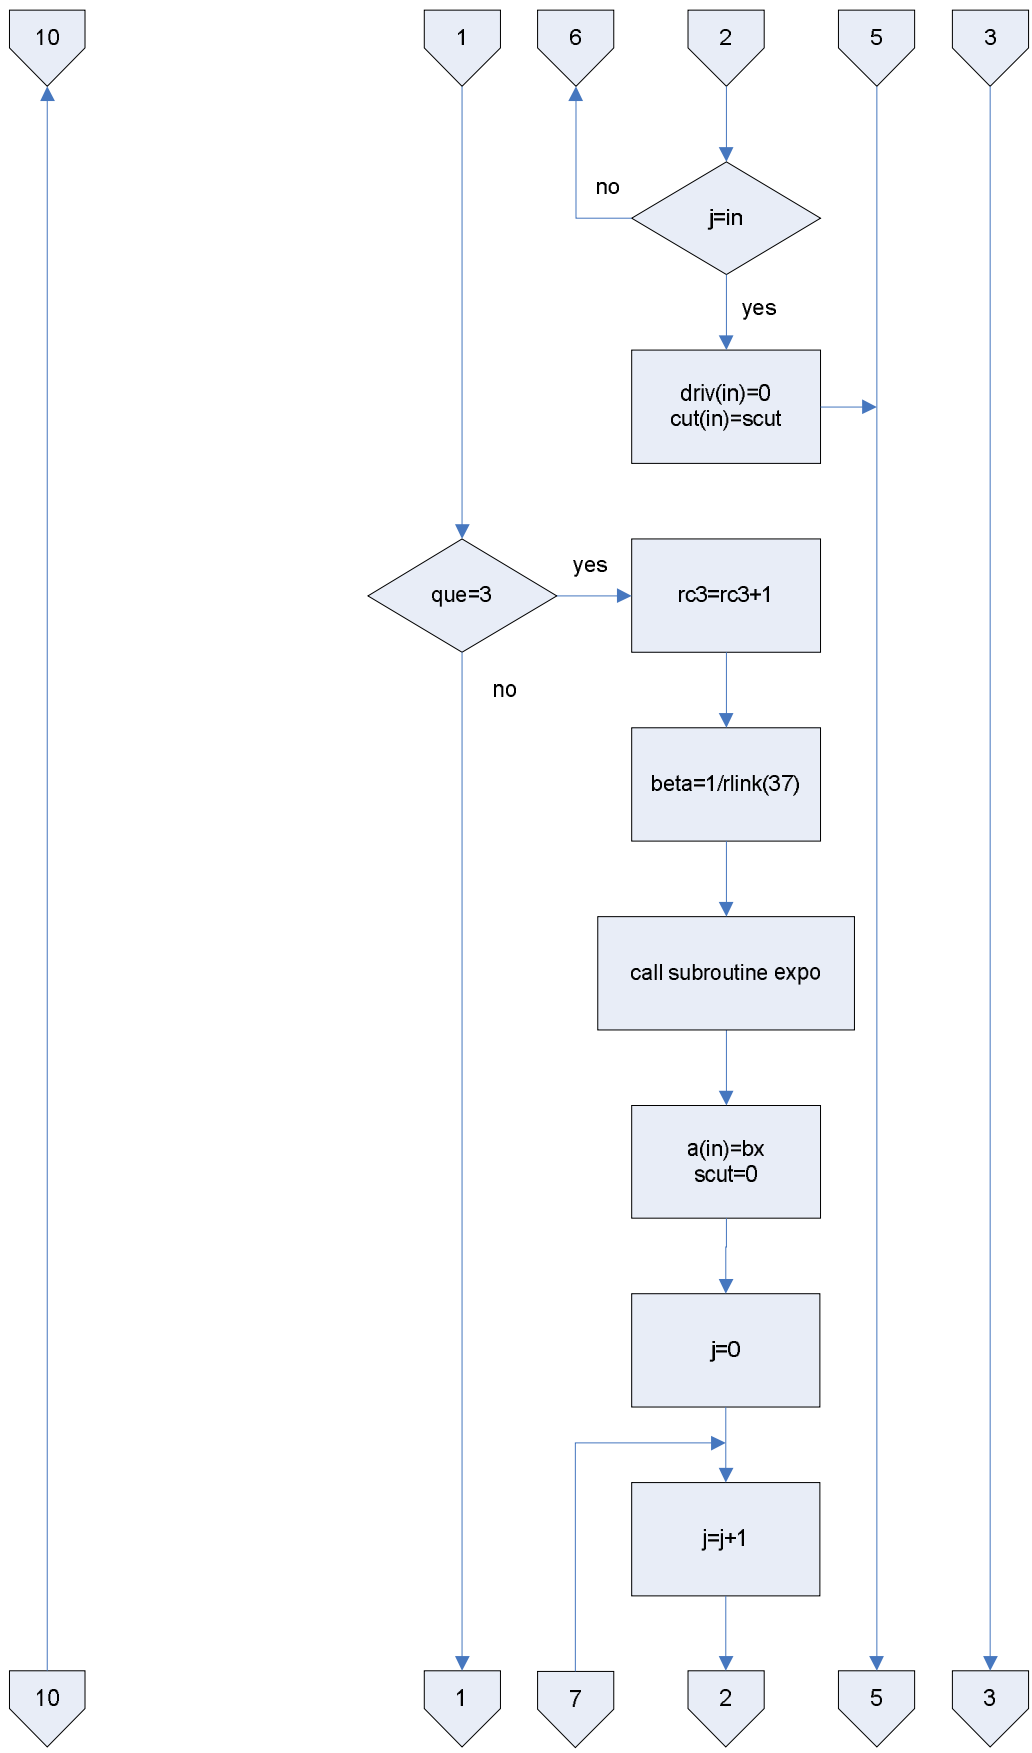 10
1
6
2
5
3
no
j=in
yes
driv(in)=0
cut(in)=scut
yes
que=3
rc3=rc3+1
no
beta=1/rlink(37)
call subroutine expo
a(in)=bx
scut=0
j=0
j=j+1
10
1
7
2
5
3